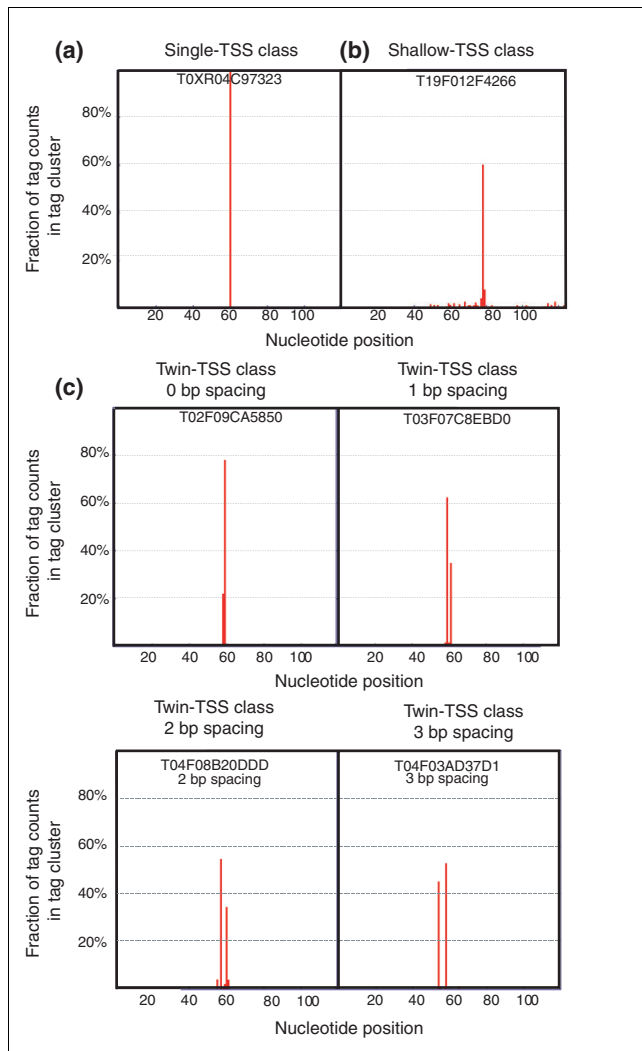 (a) Single-TSS class (b) Shallow-TSS class
T0XR04C97323 T19F012F4266
Fraction of tag counts
in tag cluster
80%
60%
40%
20%
20 40 60 80 100 20 40 60 80 100
Nucleotide position
(c) Twin-TSS class Twin-TSS class
0 bp spacing 1 bp spacing
T02F09CA5850 T03F07C8EBD0
Fraction of tag counts
in tag cluster
80%
60%
40%
20%
20 40 60 80 100 20 40 60 80 100
Nucleotide position
Twin-TSS class Twin-TSS class
2 bp spacing 3 bp spacing
T04F08B20DDD T04F03AD37D1
2 bp spacing 3 bp spacing
Fraction of tag counts
in tag cluster
80%
60%
40%
20%
20 40 60 80 100 20 40 60 80 100
Nucleotide position